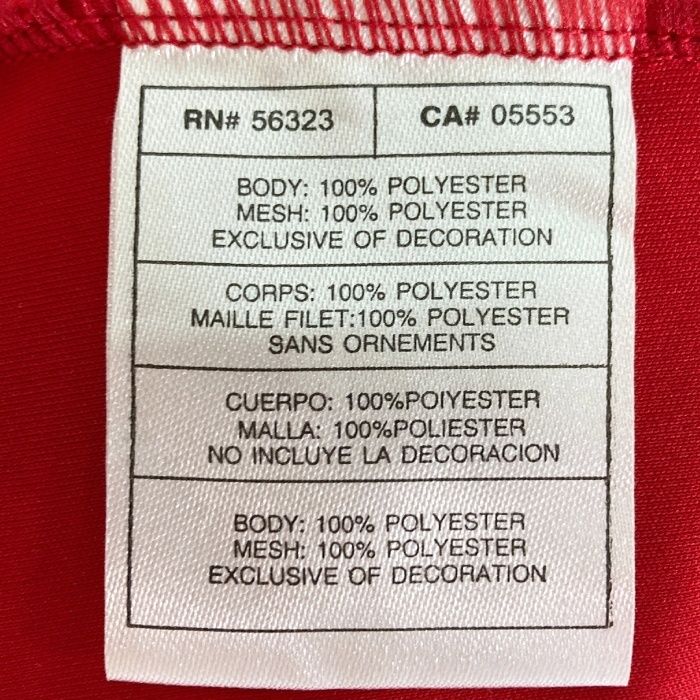 RN# 56323 CA# 05553
BODY: 100% POLYESTER
MESH: 100% POLYESTER
EXCLUSIVE OF DECORATION
CORPS: 100% POLYESTER
MAILLE FILET:100% POLYESTER
SANS ORNEMENTS
CUERPO: 100%POIYESTER
MALLA: 100%POLIESTER
NO INCLUYE LA DECORACION
BODY: 100% POLYESTER
MESH: 100% POLYESTER
EXCLUSIVE OF DECORATION